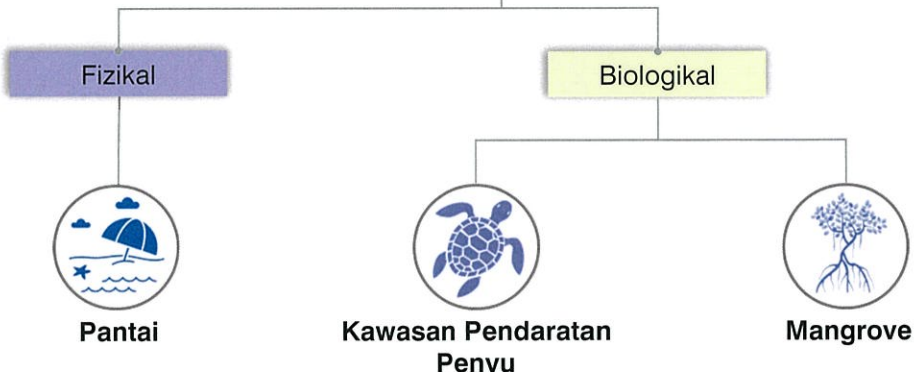 Fizikal
Biologikal
Pantai
Kawasan Pendaratan
Penyu
Mangrove